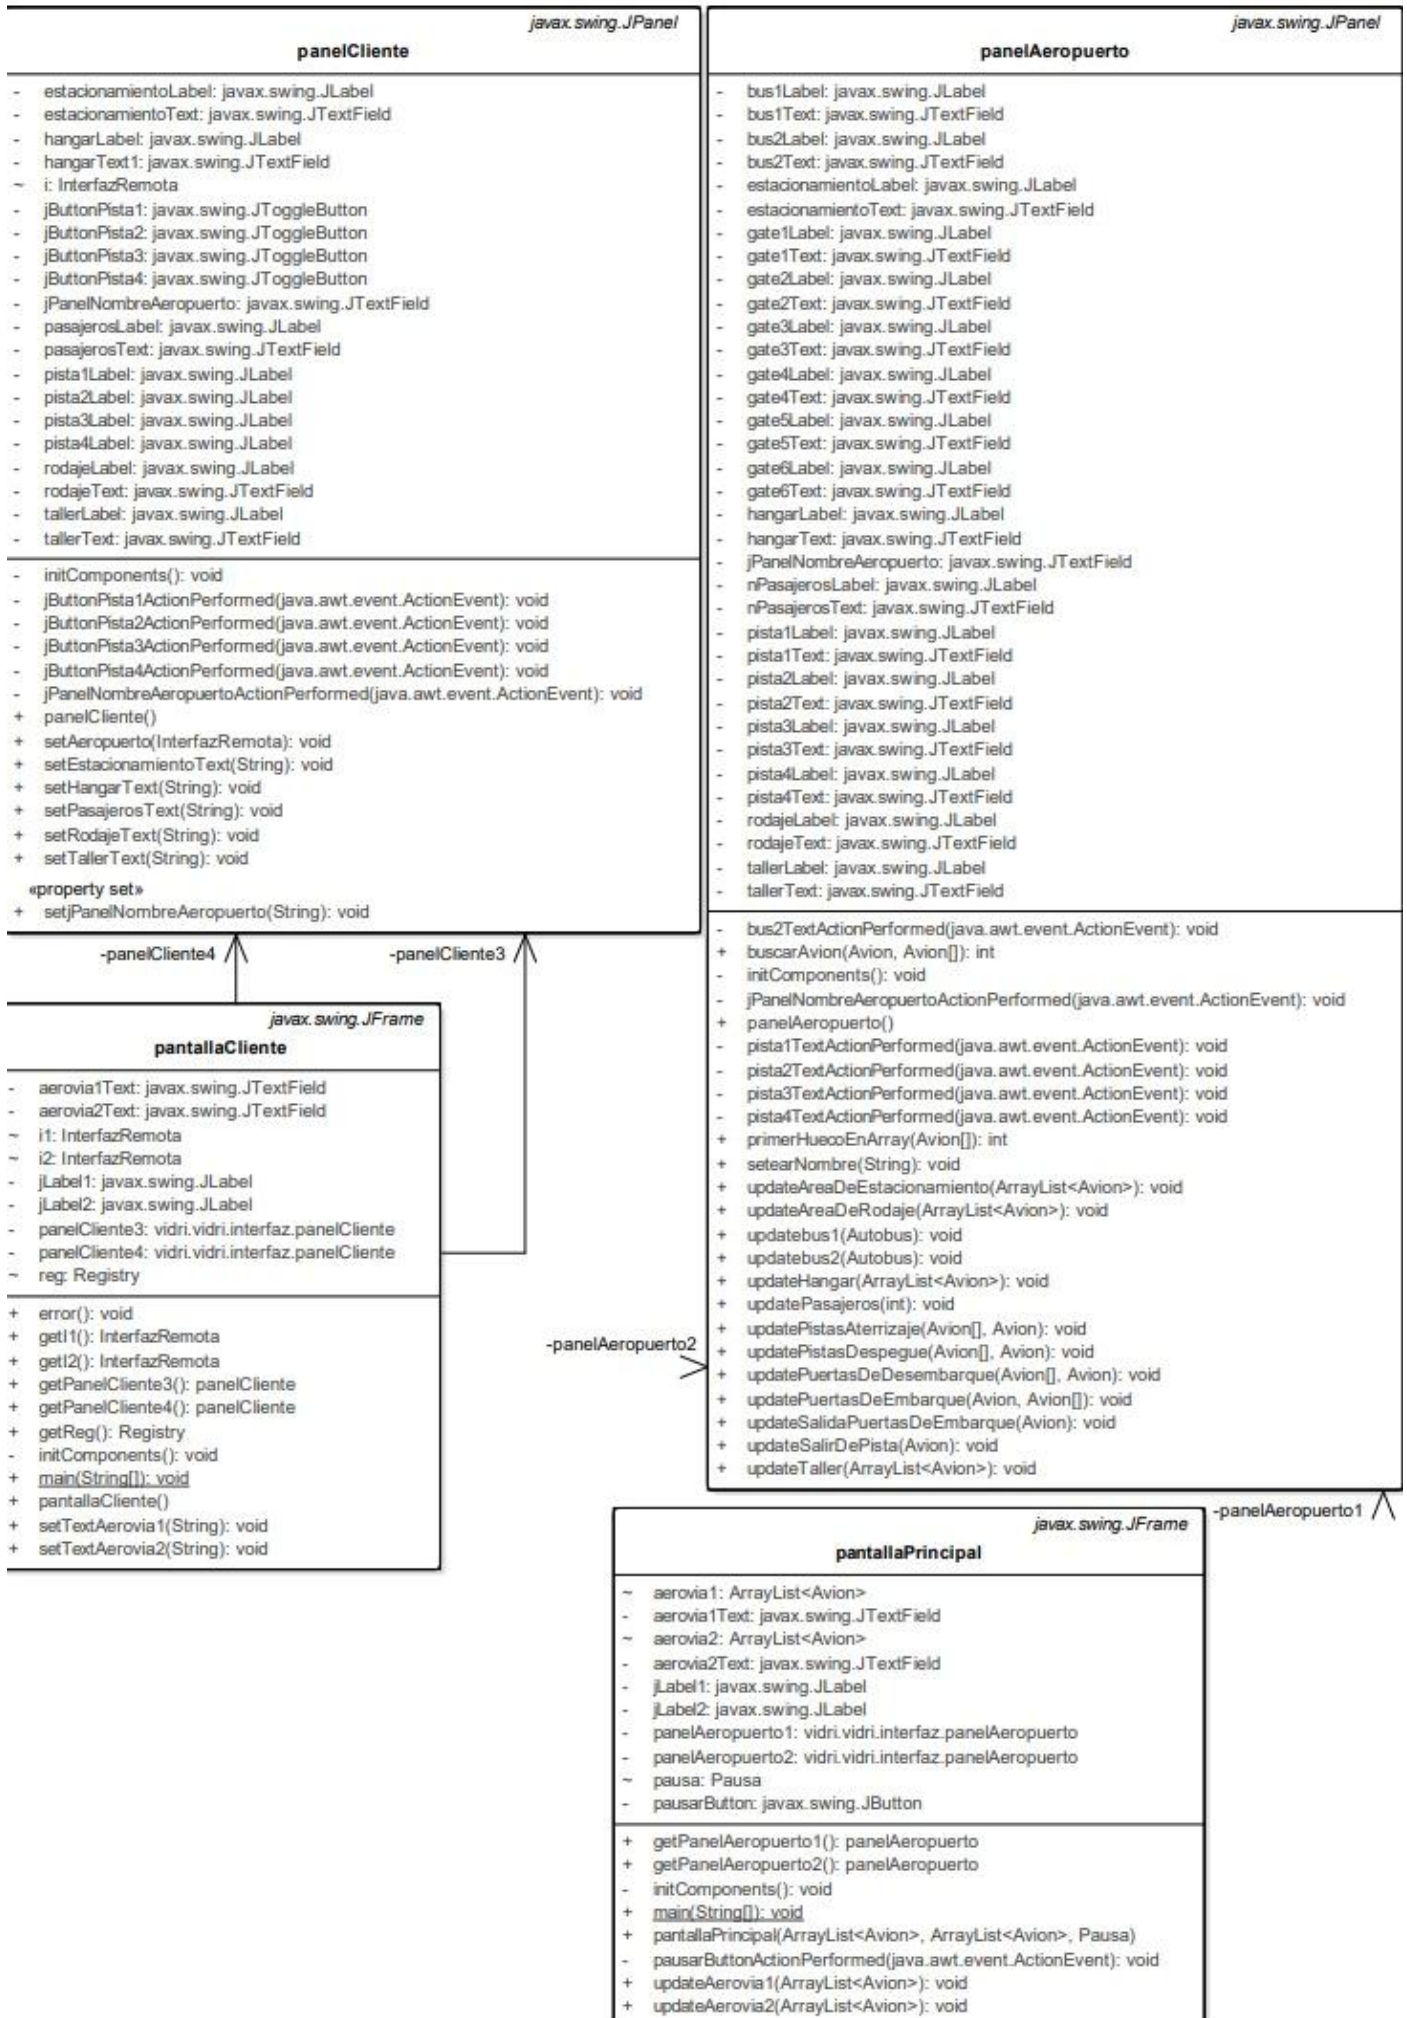 javax.swing.JPanel
panelCliente
- estacionamientoLabel: javax.swing.JLabel
- estacionamientoText: javax.swing.JTextField
- hangarLabel: javax.swing.JLabel
- hangarText1: javax.swing.JTextField
~ i: InterfazRemota
- jButtonPista1: javax.swing.JToggleButton
- jButtonPista2: javax.swing.JToggleButton
- jButtonPista3: javax.swing.JToggleButton
- jButtonPista4: javax.swing.JToggleButton
- jPanelNombreAeropuerto: javax.swing.JTextField
- pasajerosLabel: javax.swing.JLabel
- pasajerosText: javax.swing.JTextField
- pista1Label: javax.swing.JLabel
- pista2Label: javax.swing.JLabel
- pista3Label: javax.swing.JLabel
- pista4Label: javax.swing.JLabel
- rodajeLabel: javax.swing.JLabel
- rodajeText: javax.swing.JTextField
- tallerLabel: javax.swing.JLabel
- tallerText: javax.swing.JTextField
- initComponents(): void
- jButtonPista1ActionPerformed(java.awt.event.ActionEvent): void
- jButtonPista2ActionPerformed(java.awt.event.ActionEvent): void
- jButtonPista3ActionPerformed(java.awt.event.ActionEvent): void
- jButtonPista4ActionPerformed(java.awt.event.ActionEvent): void
- jPanelNombreAeropuertoActionPerformed(java.awt.event.ActionEvent): void
+ panelCliente()
+ setAeropuerto(InterfazRemota): void
+ setEstacionamientoText(String): void
+ setHangarText(String): void
+ setPasajerosText(String): void
+ setRodajeText(String): void
+ setTallerText(String): void
«property set»
+ setjPanelNombreAeropuerto(String): void
-panelCliente4
-panelCliente3
javax.swing.JFrame
pantallaCliente
- aerovia1Text: javax.swing.JTextField
- aerovia2Text: javax.swing.JTextField
~ i1: InterfazRemota
~ i2: InterfazRemota
- jLabel1: javax.swing.JLabel
- jLabel2: javax.swing.JLabel
- panelCliente3: vidri.vidri.interfaz.panelCliente
- panelCliente4: vidri.vidri.interfaz.panelCliente
~ reg: Registry
+ error(): void
+ getI1(): InterfazRemota
+ getI2(): InterfazRemota
+ getPanelCliente3(): panelCliente
+ getPanelCliente4(): panelCliente
+ getReg(): Registry
- initComponents(): void
+ main(String[]): void
+ pantallaCliente()
+ setTextAerovia1(String): void
+ setTextAerovia2(String): void
javax.swing.JPanel
panelAeropuerto
- bus1Label: javax.swing.JLabel
- bus1Text: javax.swing.JTextField
- bus2Label: javax.swing.JLabel
- bus2Text: javax.swing.JTextField
- estacionamientoLabel: javax.swing.JLabel
- estacionamientoText: javax.swing.JTextField
- gate1Label: javax.swing.JLabel
- gate1Text: javax.swing.JTextField
- gate2Label: javax.swing.JLabel
- gate2Text: javax.swing.JTextField
- gate3Label: javax.swing.JLabel
- gate3Text: javax.swing.JTextField
- gate4Label: javax.swing.JLabel
- gate4Text: javax.swing.JTextField
- gate5Label: javax.swing.JLabel
- gate5Text: javax.swing.JTextField
- gate6Label: javax.swing.JLabel
- gate6Text: javax.swing.JTextField
- hangarLabel: javax.swing.JLabel
- hangarText: javax.swing.JTextField
- jPanelNombreAeropuerto: javax.swing.JTextField
- nPasajerosLabel: javax.swing.JLabel
- nPasajerosText: javax.swing.JTextField
- pista1Label: javax.swing.JLabel
- pista1Text: javax.swing.JTextField
- pista2Label: javax.swing.JLabel
- pista2Text: javax.swing.JTextField
- pista3Label: javax.swing.JLabel
- pista3Text: javax.swing.JTextField
- pista4Label: javax.swing.JLabel
- pista4Text: javax.swing.JTextField
- rodajeLabel: javax.swing.JLabel
- rodajeText: javax.swing.JTextField
- tallerLabel: javax.swing.JLabel
- tallerText: javax.swing.JTextField
- bus2TextActionPerformed(java.awt.event.ActionEvent): void
+ buscarAvion(Avion, Avion[]): int
- initComponents(): void
- jPanelNombreAeropuertoActionPerformed(java.awt.event.ActionEvent): void
+ panelAeropuerto()
- pista1TextActionPerformed(java.awt.event.ActionEvent): void
- pista2TextActionPerformed(java.awt.event.ActionEvent): void
- pista3TextActionPerformed(java.awt.event.ActionEvent): void
- pista4TextActionPerformed(java.awt.event.ActionEvent): void
+ primerHuecoEnArray(Avion[]): int
+ setearNombre(String): void
+ updateAreaDeEstacionamiento(ArrayList<Avion>): void
+ updateAreaDeRodaje(ArrayList<Avion>): void
+ updatebus1(Autobus): void
+ updatebus2(Autobus): void
+ updateHangar(ArrayList<Avion>): void
+ updatePasajeros(int): void
+ updatePistasAterrizaje(Avion[], Avion): void
+ updatePistasDespegue(Avion[], Avion): void
+ updatePuertasDeDesembarque(Avion[], Avion): void
+ updatePuertasDeEmbarque(Avion, Avion[]): void
+ updateSalidaPuertasDeEmbarque(Avion): void
+ updateSalirDePista(Avion): void
+ updateTaller(ArrayList<Avion>): void
-panelAeropuerto2
-panelAeropuerto1
javax.swing.JFrame
pantallaPrincipal
~ aerovia1: ArrayList<Avion>
- aerovia1Text: javax.swing.JTextField
~ aerovia2: ArrayList<Avion>
- aerovia2Text: javax.swing.JTextField
- jLabel1: javax.swing.JLabel
- jLabel2: javax.swing.JLabel
- panelAeropuerto1: vidri.vidri.interfaz.panelAeropuerto
- panelAeropuerto2: vidri.vidri.interfaz.panelAeropuerto
~ pausa: Pausa
- pausarButton: javax.swing.JButton
+ getPanelAeropuerto1(): panelAeropuerto
+ getPanelAeropuerto2(): panelAeropuerto
- initComponents(): void
+ main(String[]): void
+ pantallaPrincipal(ArrayList<Avion>, ArrayList<Avion>, Pausa)
- pausarButtonActionPerformed(java.awt.event.ActionEvent): void
+ updateAerovia1(ArrayList<Avion>): void
+ updateAerovia2(ArrayList<Avion>): void